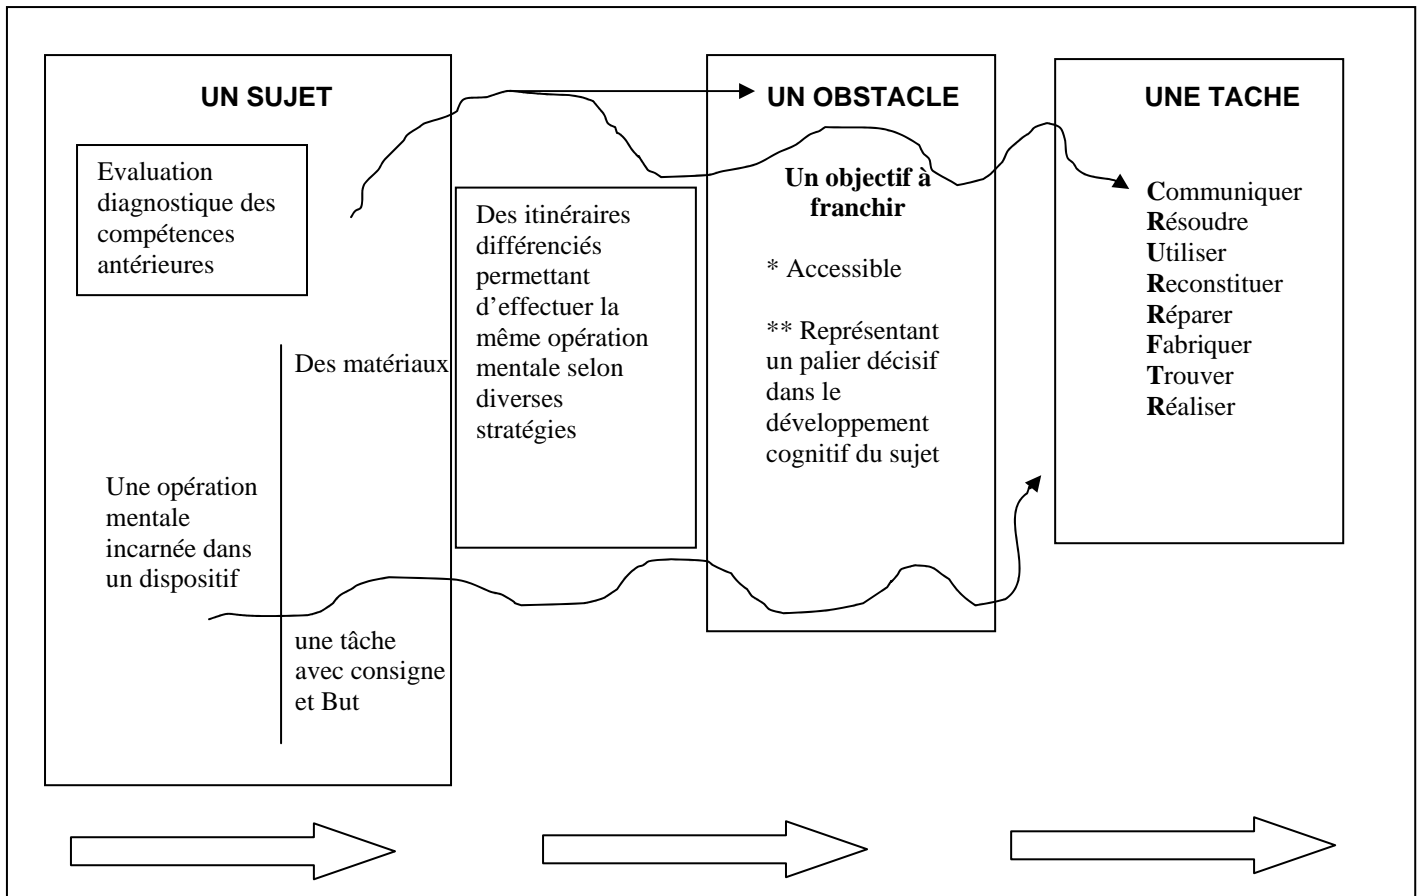 UN SUJET
Evaluation
diagnostique des
compétences
antérieures
Des matériaux
Une opération
mentale
incarnée dans
un dispositif
une tâche
avec consigne
et But
Des itinéraires
différenciés
permettant
d’effectuer la
même opération
mentale selon
diverses
stratégies
UN OBSTACLE
Un objectif à
franchir
* Accessible
** Représentant
un palier décisif
dans le
développement
cognitif du sujet
UNE TACHE
Communiquer
Résoudre
Utiliser
Reconstituer
Réparer
Fabriquer
Trouver
Réaliser